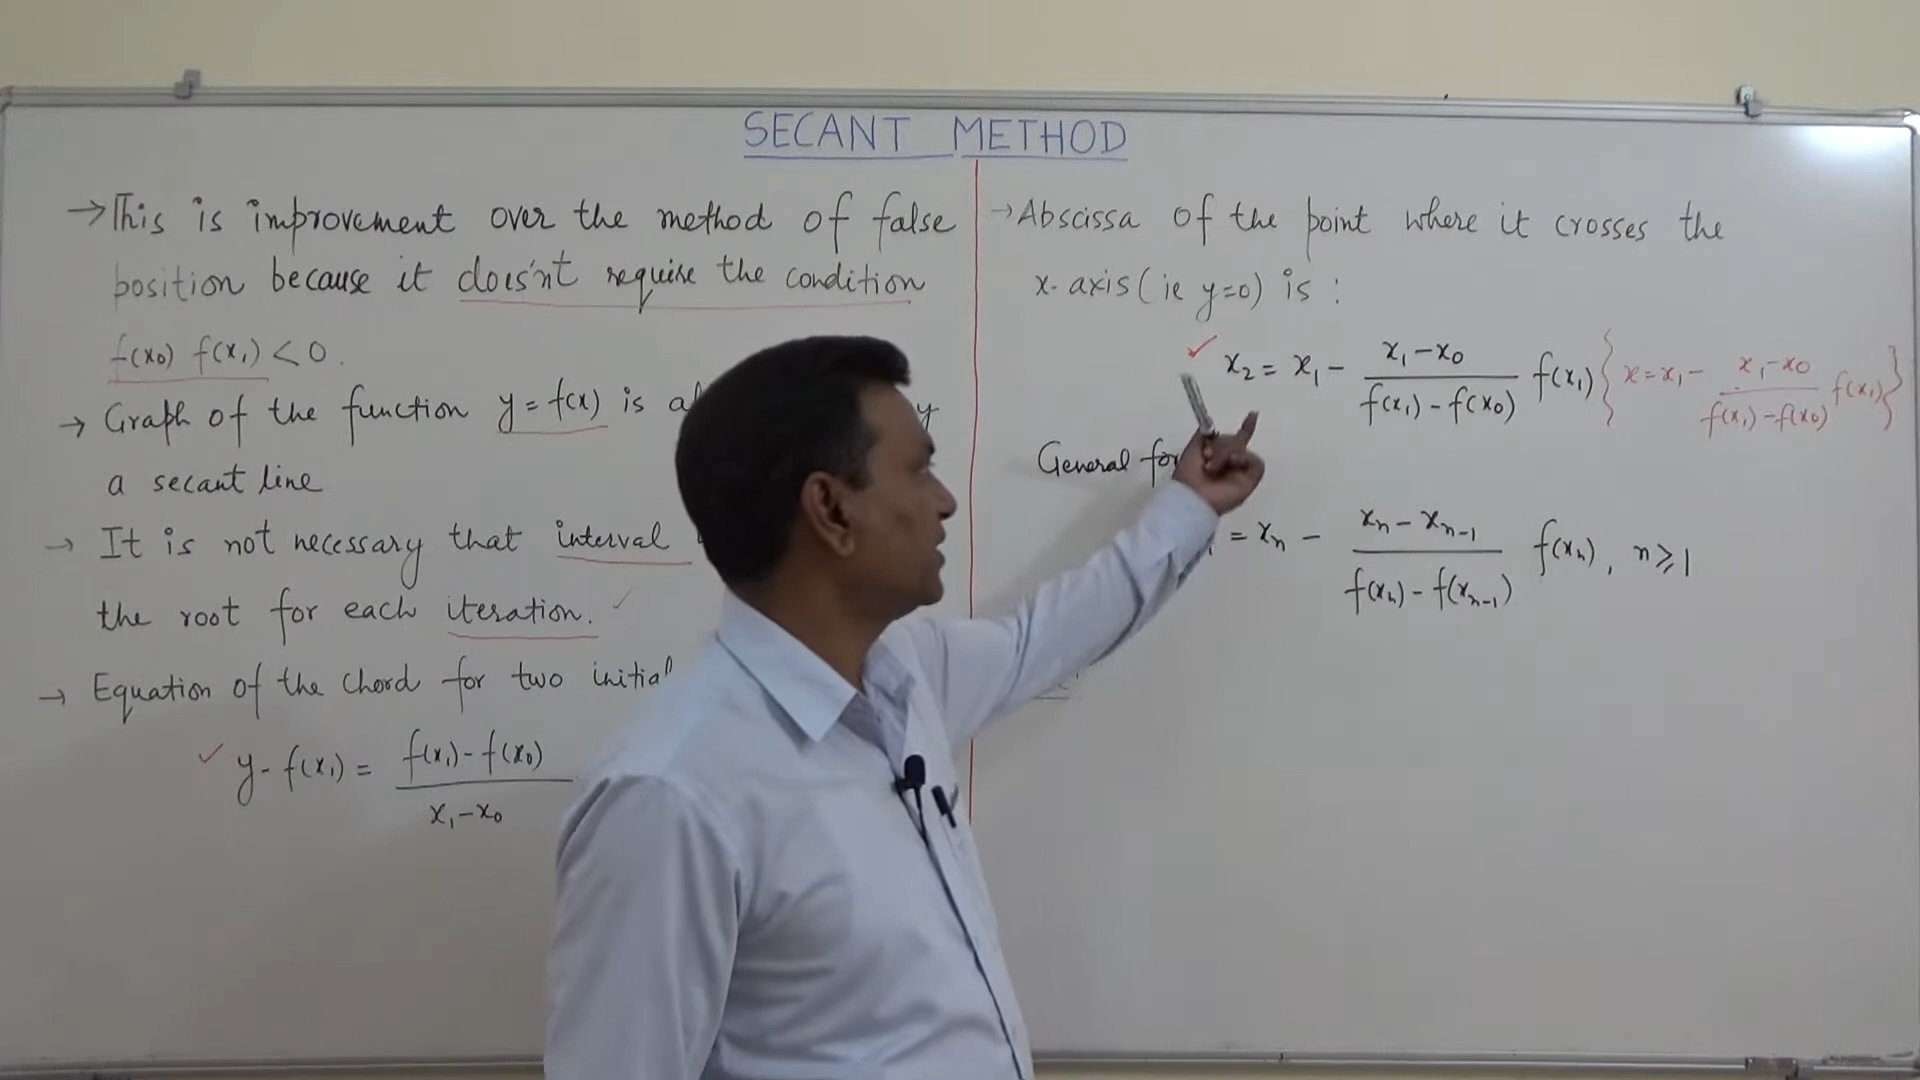 SECANT METHOD
→ This is improvement over the method of false
position because it does'nt require the condition
f(x₀) f(x₁) < 0.
→ Graph of the function y = f(x) is
a secant line
→ It is not necessary that interval
the root for each iteration. ✓
→ Equation of the chord for two initial
✓ y - f(x₁) = (f(x₁) - f(x₀)) / (x₁ - x₀)
→ Abscissa of the point where it crosses the
x-axis (ie y=0) is :
✓ x₂ = x₁ - (x₁ - x₀) / (f(x₁) - f(x₀)) f(x₁) { x = x₁ - (x₁ - x₀) / (f(x₁) - f(x₀)) f(x₁) }
General
= xₙ - (xₙ - xₙ₋₁) / (f(xₙ) - f(xₙ₋₁)) f(xₙ), n ≥ 1